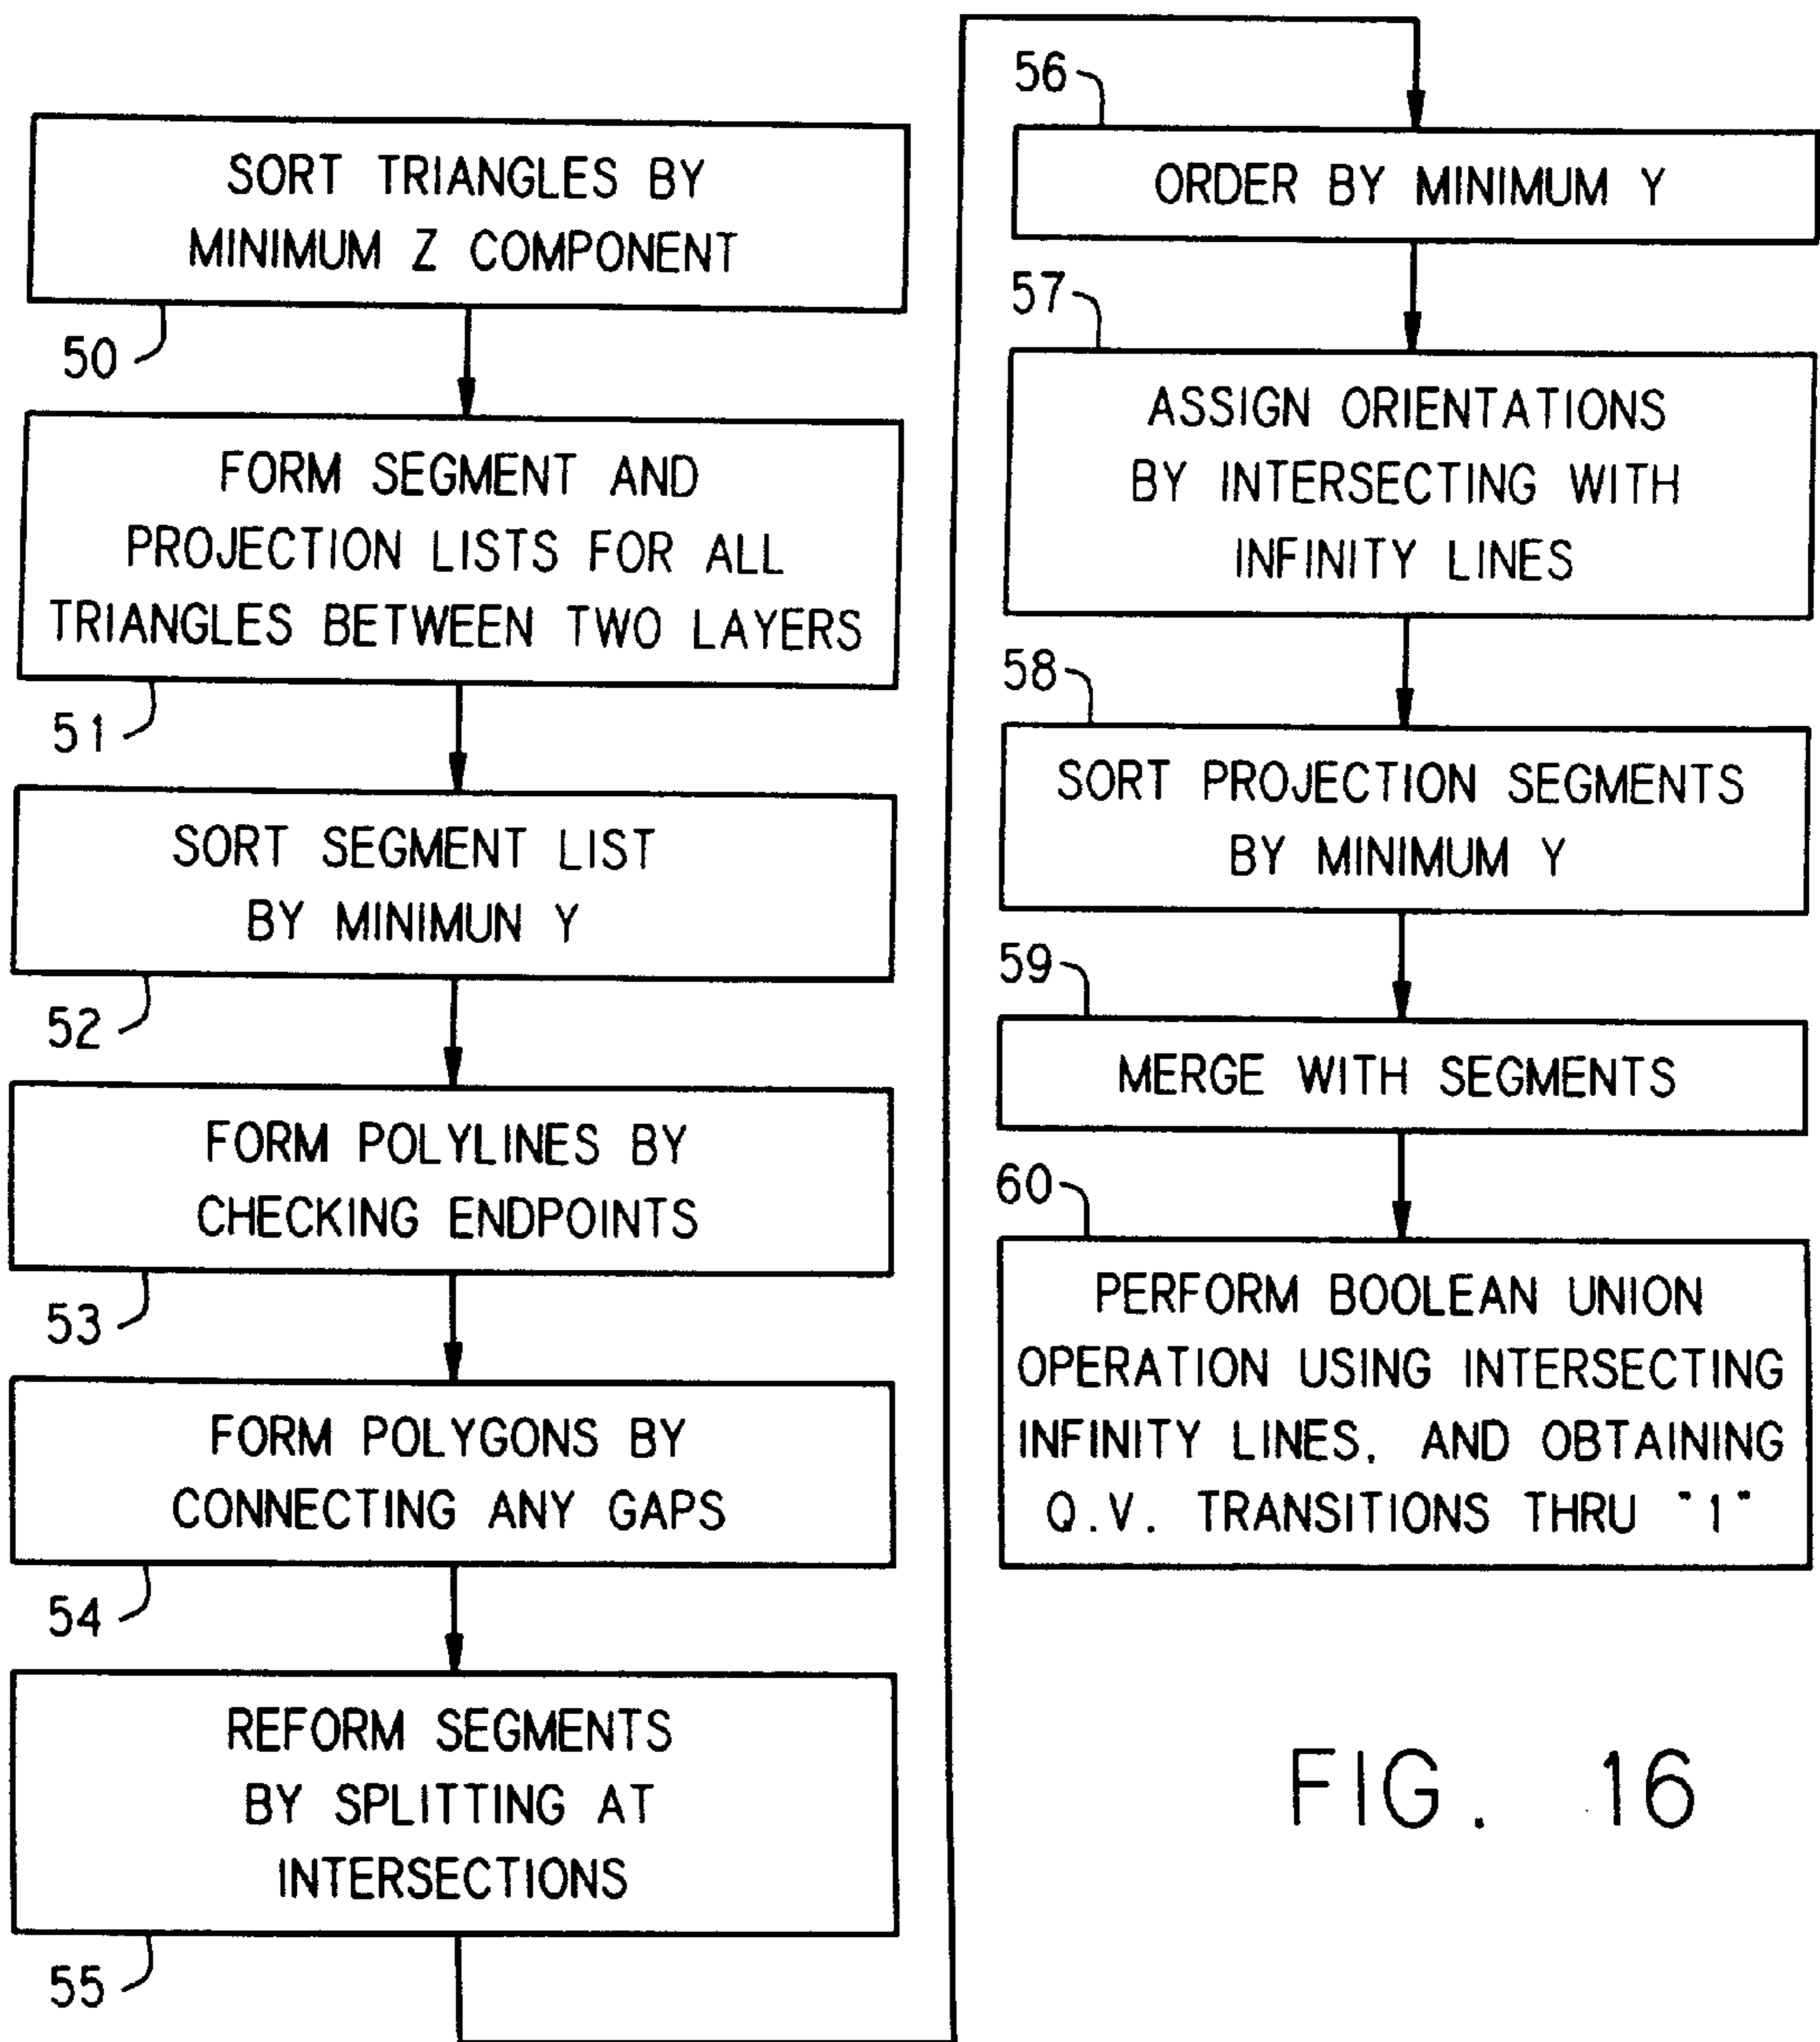 SORT TRIANGLES BY
MINIMUM Z COMPONENT
50
FORM SEGMENT AND
PROJECTION LISTS FOR ALL
TRIANGLES BETWEEN TWO LAYERS
51
SORT SEGMENT LIST
BY MINIMUN Y
52
FORM POLYLINES BY
CHECKING ENDPOINTS
53
FORM POLYGONS BY
CONNECTING ANY GAPS
54
REFORM SEGMENTS
BY SPLITTING AT
INTERSECTIONS
55
56
ORDER BY MINIMUM Y
57
ASSIGN ORIENTATIONS
BY INTERSECTING WITH
INFINITY LINES
58
SORT PROJECTION SEGMENTS
BY MINIMUM Y
59
MERGE WITH SEGMENTS
60
PERFORM BOOLEAN UNION
OPERATION USING INTERSECTING
INFINITY LINES, AND OBTAINING
Q.V. TRANSITIONS THRU "1"
FIG. 16